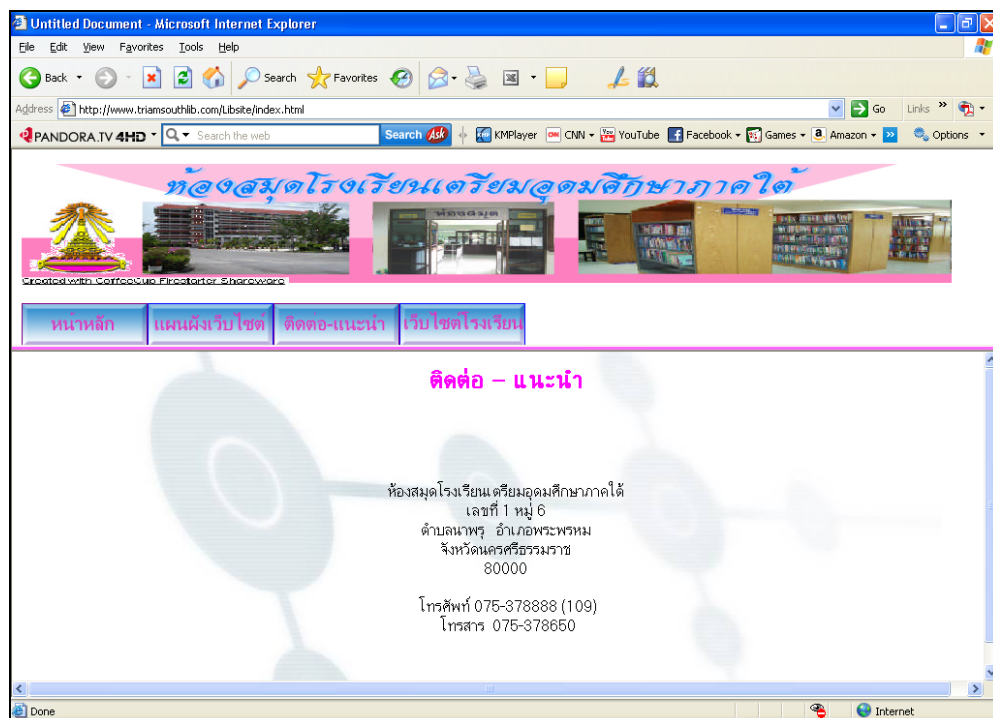 Untitled Document - Microsoft Internet Explorer
File Edit View Favorites Tools Help
Back Search Favorites
Address http://www.triamsouthlib.com/Libsite/index.html Go Links
PANDORA.TV 4HD Search the web Search Ask KMPlayer CNN YouTube Facebook Games Amazon Options
ห้องสมุดโรงเรียนเตรียมอุดมศึกษาภาคใต้
ห้องสมุด
Created with CoffeeCup Firestarter Shareware
หน้าหลัก แผนผังเว็บไซต์ ติดต่อ-แนะนำ เว็บไซต์โรงเรียน
ติดต่อ – แนะนำ
ห้องสมุดโรงเรียนเตรียมอุดมศึกษาภาคใต้
เลขที่ 1 หมู่ 6
ตำบลนาพรุ อำเภอพระพรหม
จังหวัดนครศรีธรรมราช
80000
โทรศัพท์ 075-378888 (109)
โทรสาร 075-378650
Done Internet